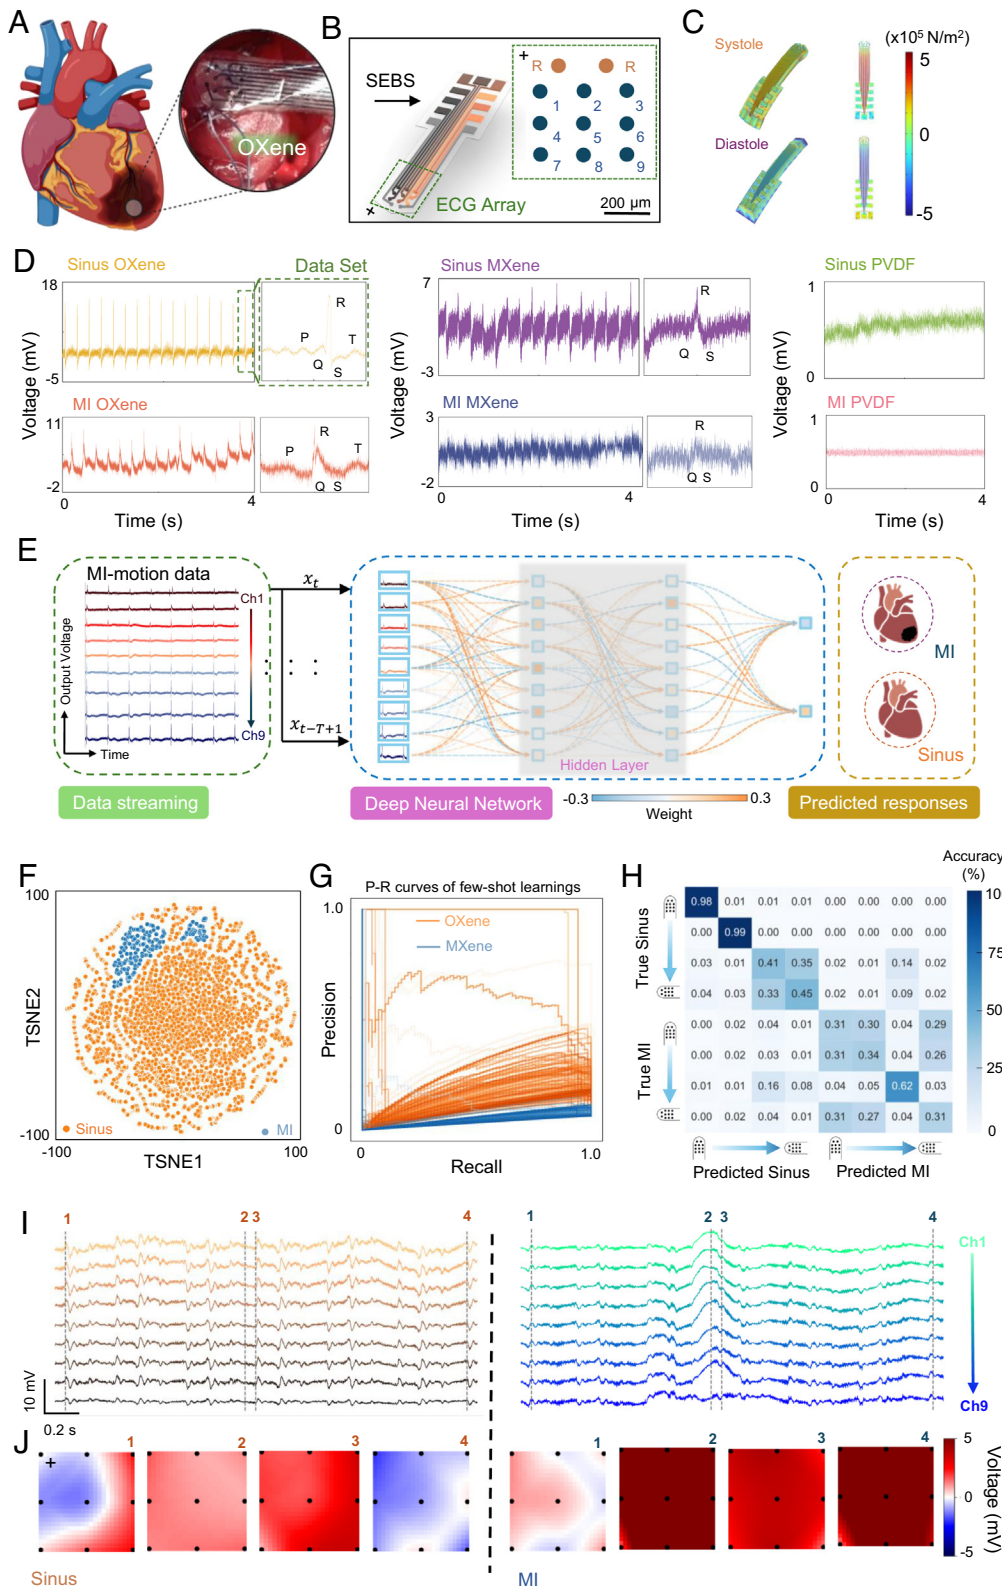 A
OXene
B
SEBS
ECG Array
+
+
R
R
1 2 3
4 5 6
7 8 9
200 μm
C
Systole
Diastole
(x10⁵ N/m²)
5
0
-5
D
Sinus OXene
Data Set
18
-5
Voltage (mV)
P
Q
R
S
T
MI OXene
11
-2
P
Q
R
S
T
0
4
Time (s)
Sinus MXene
7
-3
Voltage (mV)
R
Q
S
MI MXene
3
-2
R
Q
S
0
4
Time (s)
Sinus PVDF
1
0
Voltage (mV)
MI PVDF
1
0
0
4
Time (s)
E
MI-motion data
Output Voltage
Time
Ch1
Ch9
x_t
x_{t−T+1}
Hidden Layer
MI
Sinus
Data streaming
Deep Neural Network
-0.3
0.3
Weight
Predicted responses
F
100
-100
TSNE2
Sinus
MI
-100
100
TSNE1
G
P-R curves of few-shot learnings
1.0
0
Precision
OXene
MXene
0
1.0
Recall
H
Accuracy
(%)
100
75
50
25
0
True Sinus
True MI
0.98 0.01 0.01 0.00 0.00 0.00 0.00 0.00
0.00 0.99 0.00 0.00 0.00 0.00 0.00 0.00
0.03 0.01 0.41 0.35 0.02 0.01 0.14 0.02
0.04 0.03 0.33 0.45 0.02 0.01 0.09 0.02
0.00 0.02 0.04 0.01 0.31 0.30 0.04 0.29
0.00 0.02 0.03 0.01 0.31 0.34 0.04 0.26
0.01 0.01 0.16 0.08 0.04 0.05 0.62 0.03
0.00 0.02 0.04 0.01 0.31 0.27 0.04 0.31
Predicted Sinus
Predicted MI
I
1 2 3 4
1 2 3 4
Ch1
Ch9
10 mV
0.2 s
J
+
1 2 3 4
1 2 3 4
5
0
-5
Voltage (mV)
Sinus
MI